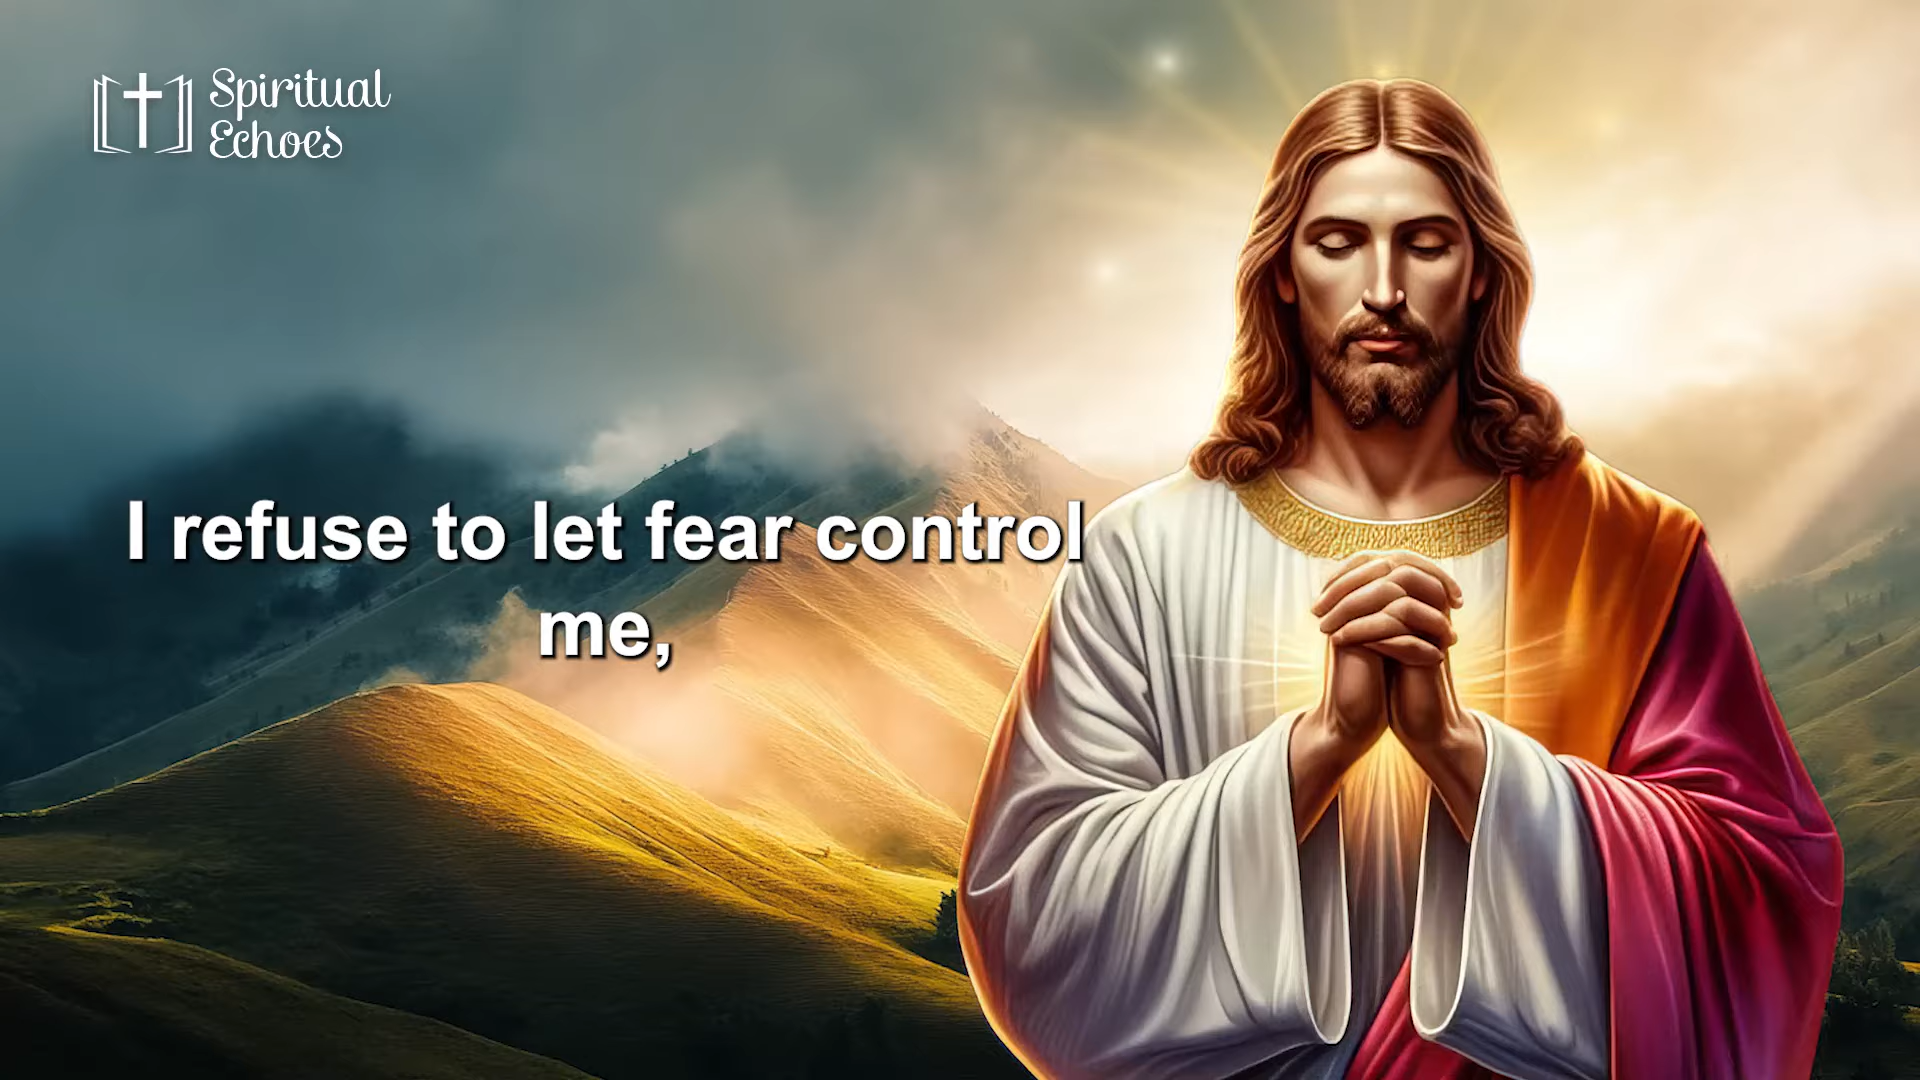 Spiritual
Echoes
I refuse to let fear control
me,